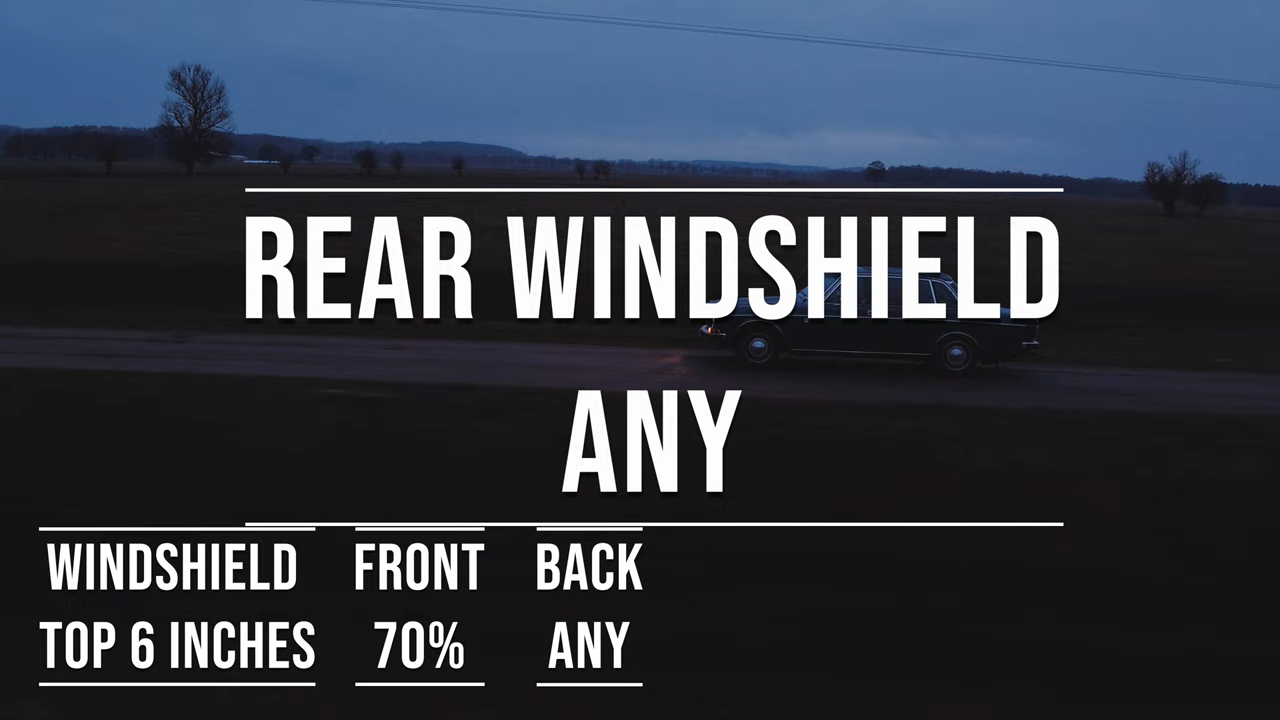 REAR WINDSHIELD
ANY
WINDSHIELD FRONT BACK
TOP 6 INCHES 70% ANY